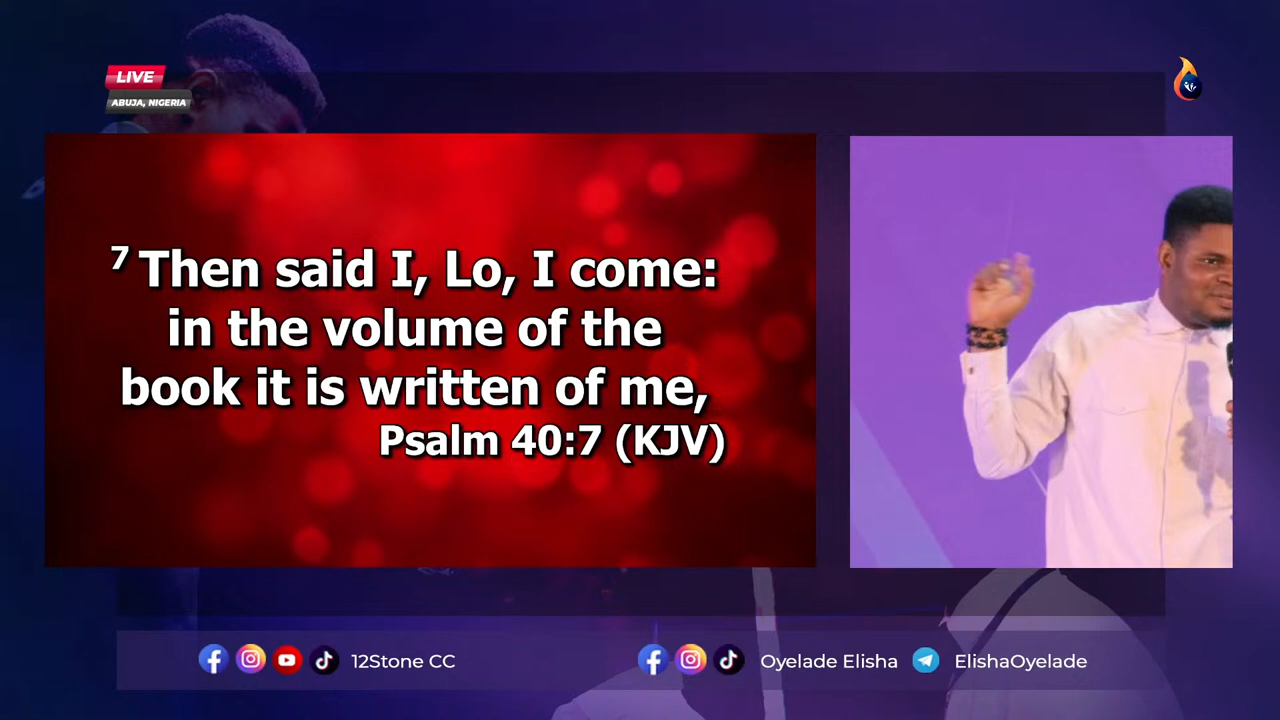 LIVE
ABUJA, NIGERIA
7 Then said I, Lo, I come:
in the volume of the
book it is written of me,
Psalm 40:7 (KJV)
12Stone CC
Oyelade Elisha
ElishaOyelade